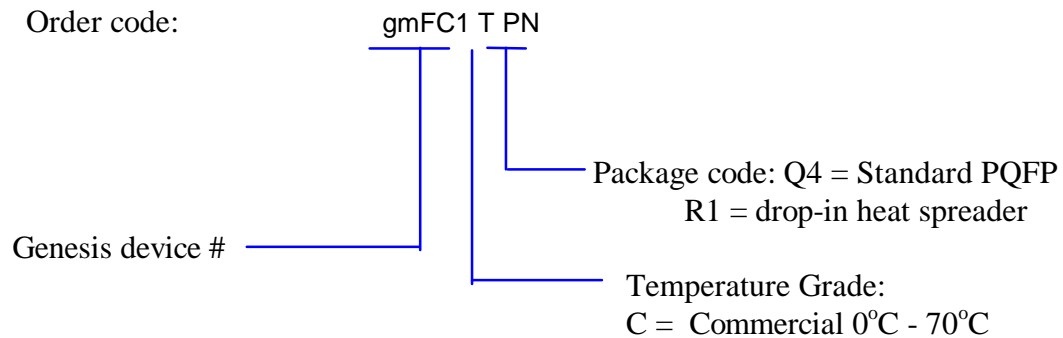 Order code: gmFC1 T PN
Package code: Q4 = Standard PQFP
R1 = drop-in heat spreader
Genesis device #
Temperature Grade:
C = Commercial 0°C - 70°C